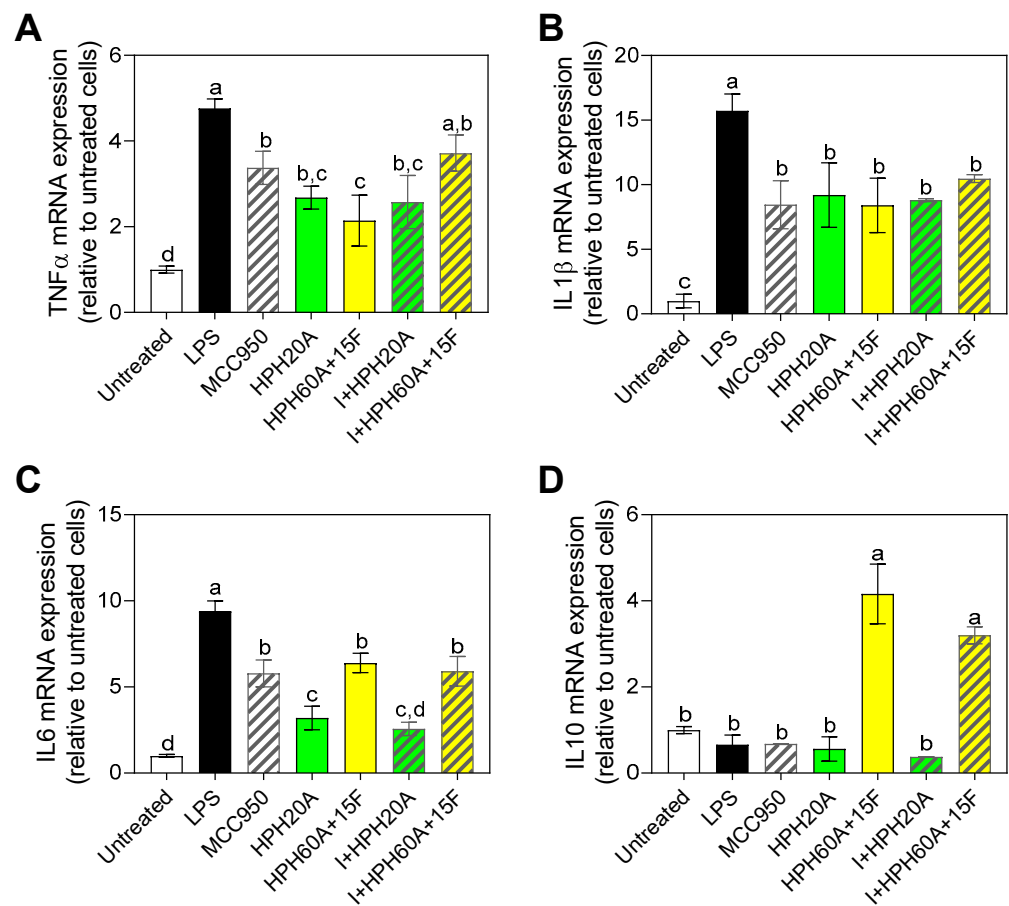 A
TNFα mRNA expression
(relative to untreated cells)
6
4
2
0
d
a
b
b,c
c
b,c
a,b
Untreated
LPS
MCC950
HPH20A
HPH60A+15F
I+HPH20A
I+HPH60A+15F
B
IL1β mRNA expression
(relative to untreated cells)
20
15
10
5
0
c
a
b
b
b
b
b
Untreated
LPS
MCC950
HPH20A
HPH60A+15F
I+HPH20A
I+HPH60A+15F
C
IL6 mRNA expression
(relative to untreated cells)
15
10
5
0
d
a
b
c
b
c,d
b
Untreated
LPS
MCC950
HPH20A
HPH60A+15F
I+HPH20A
I+HPH60A+15F
D
IL10 mRNA expression
(relative to untreated cells)
6
4
2
0
b
b
b
b
a
b
a
Untreated
LPS
MCC950
HPH20A
HPH60A+15F
I+HPH20A
I+HPH60A+15F